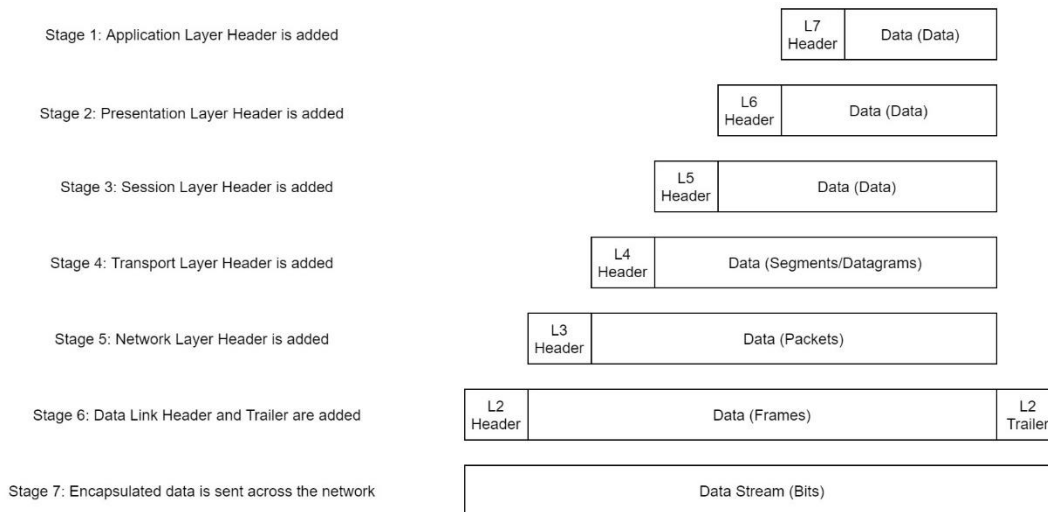 Stage 1: Application Layer Header is added
L7
Header
Data (Data)
Stage 2: Presentation Layer Header is added
L6
Header
Data (Data)
Stage 3: Session Layer Header is added
L5
Header
Data (Data)
Stage 4: Transport Layer Header is added
L4
Header
Data (Segments/Datagrams)
Stage 5: Network Layer Header is added
L3
Header
Data (Packets)
Stage 6: Data Link Header and Trailer are added
L2
Header
Data (Frames)
L2
Trailer
Stage 7: Encapsulated data is sent across the network
Data Stream (Bits)